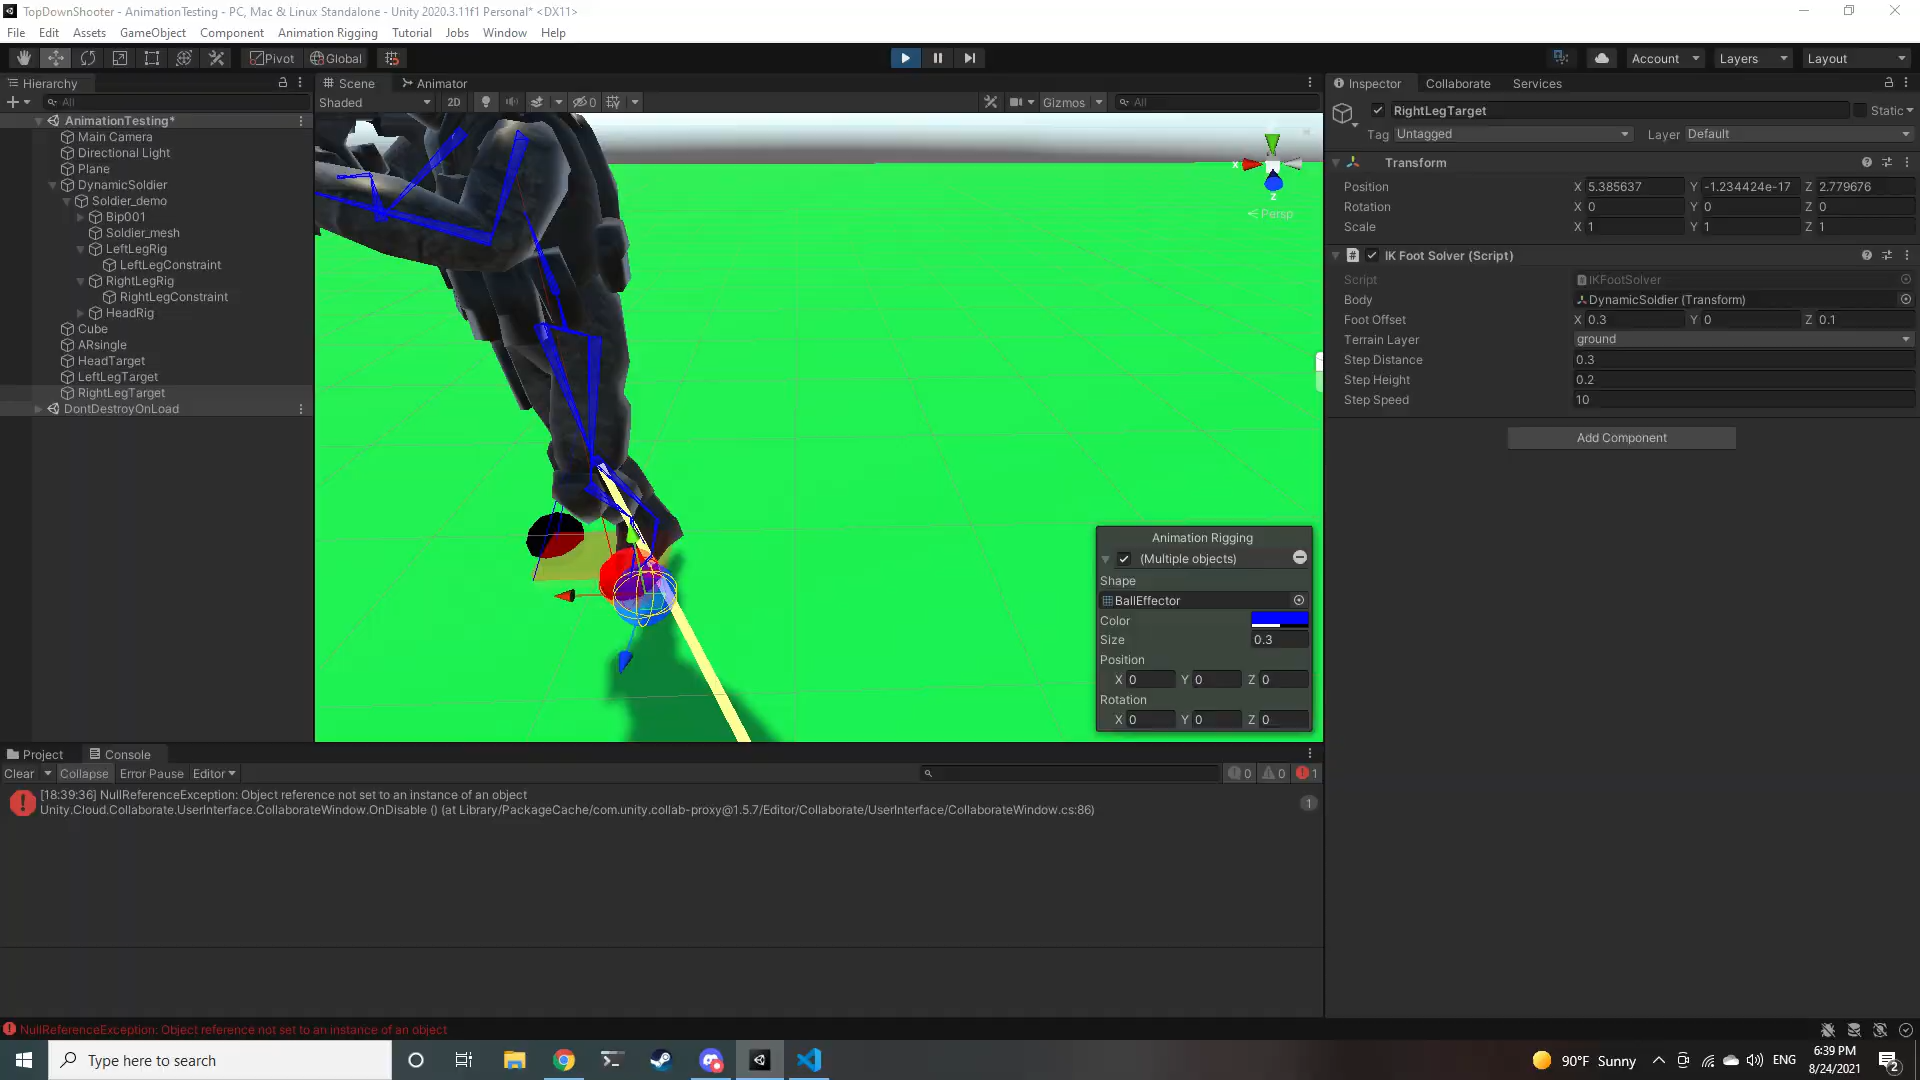 TopDownShooter - AnimationTesting - PC, Mac & Linux Standalone - Unity 2020.3.11f1 Personal* <DX11>
File Edit Assets GameObject Component Animation Rigging Tutorial Jobs Window Help
Pivot Global Account Layers Layout
Hierarchy
All
AnimationTesting*
Main Camera
Directional Light
Plane
DynamicSoldier
Soldier_demo
Bip001
Soldier_mesh
LeftLegRig
LeftLegConstraint
RightLegRig
RightLegConstraint
HeadRig
Cube
ARsingle
HeadTarget
LeftLegTarget
RightLegTarget
DontDestroyOnLoad
Scene Animator
Shaded 2D 0 Gizmos All
x
z
Persp
Animation Rigging
(Multiple objects)
Shape
BallEffector
Color
Size 0.3
Position
X 0 Y 0 Z 0
Rotation
X 0 Y 0 Z 0
Inspector Collaborate Services
RightLegTarget Static
Tag Untagged Layer Default
Transform
Position X 5.385637 Y -1.234424e-17 Z 2.779676
Rotation X 0 Y 0 Z 0
Scale X 1 Y 1 Z 1
# IK Foot Solver (Script)
Script IKFootSolver
Body DynamicSoldier (Transform)
Foot Offset X 0.3 Y 0 Z 0.1
Terrain Layer ground
Step Distance 0.3
Step Height 0.2
Step Speed 10
Add Component
Project Console
Clear Collapse Error Pause Editor 0 0 1
[18:39:36] NullReferenceException: Object reference not set to an instance of an object
Unity.Cloud.Collaborate.UserInterface.CollaborateWindow.OnDisable () (at Library/PackageCache/com.unity.collab-proxy@1.5.7/Editor/Collaborate/UserInterface/CollaborateWindow.cs:86)
1
NullReferenceException: Object reference not set to an instance of an object
Type here to search
90°F Sunny
ENG
6:39 PM
8/24/2021
2